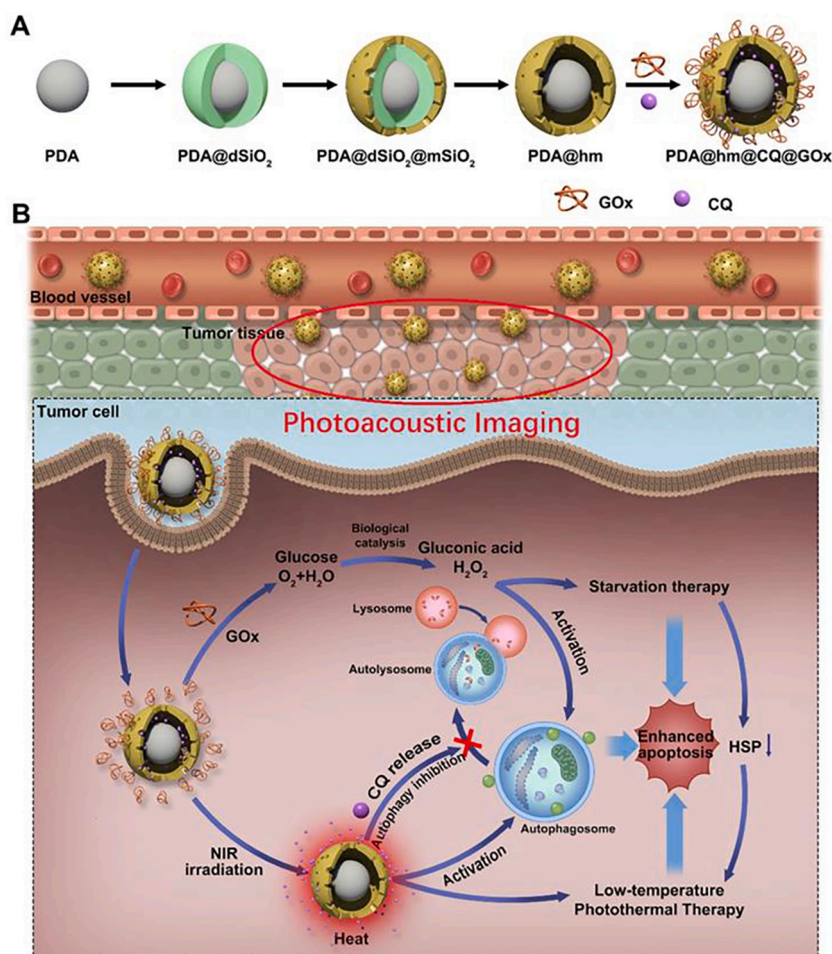 A
PDA
PDA@dSiO₂
PDA@dSiO₂@mSiO₂
PDA@hm
PDA@hm@CQ@GOx
GOx
CQ
B
Blood vessel
Tumor tissue
Tumor cell
Photoacoustic Imaging
Glucose
O₂+H₂O
Biological
catalysis
Gluconic acid
H₂O₂
Starvation therapy
Lysosome
Activation
GOx
Autolysosome
CQ release
Autophagy inhibition
Enhanced
apoptosis
HSP↓
Autophagosome
NIR
irradiation
Activation
Low-temperature
Photothermal Therapy
Heat